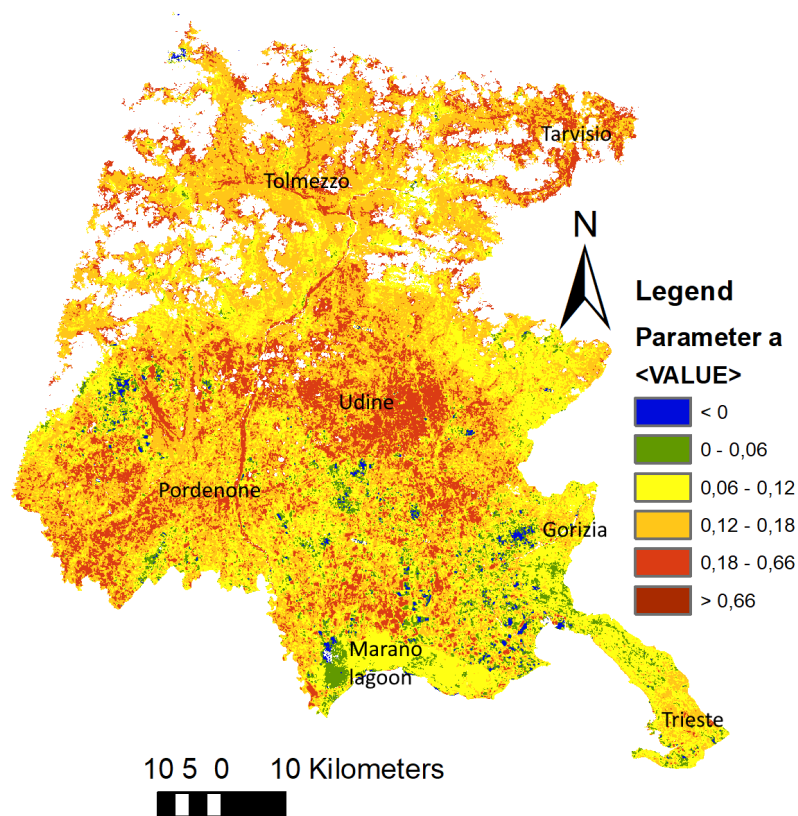 Tarvisio
Tolmezzo
N
Legend
Parameter a
<VALUE>
< 0
0 - 0,06
0,06 - 0,12
0,12 - 0,18
0,18 - 0,66
> 0,66
Udine
Pordenone
Gorizia
Marano
lagoon
Trieste
10 5 0 10 Kilometers